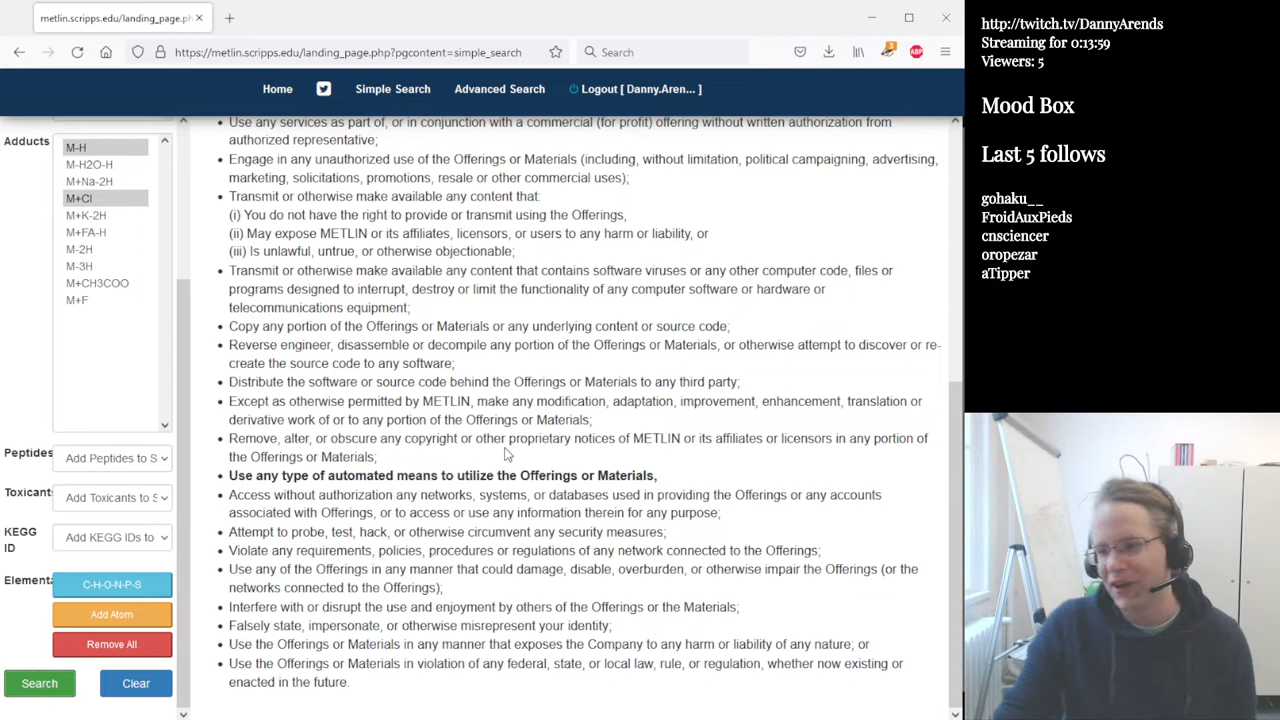 metlin.scripps.edu/landing_page.ph
https://metlin.scripps.edu/landing_page.php?pgcontent=simple_search
Search
3
ABP
Home
Simple Search
Advanced Search
Logout [ Danny.Aren... ]
Adducts
M-H
M-H2O-H
M+Na-2H
M+Cl
M+K-2H
M+FA-H
M-2H
M-3H
M+CH3COO
M+F
Peptides
Add Peptides to S
Toxicants
Add Toxicants to S
KEGG
ID
Add KEGG IDs to
Elementa
C-H-O-N-P-S
Add Atom
Remove All
Search
Clear
Use any services as part of, or in conjunction with a commercial (for profit) offering without written authorization from
authorized representative;
Engage in any unauthorized use of the Offerings or Materials (including, without limitation, political campaigning, advertising,
marketing, solicitations, promotions, resale or other commercial uses);
Transmit or otherwise make available any content that:
(i) You do not have the right to provide or transmit using the Offerings,
(ii) May expose METLIN or its affiliates, licensors, or users to any harm or liability, or
(iii) Is unlawful, untrue, or otherwise objectionable;
Transmit or otherwise make available any content that contains software viruses or any other computer code, files or
programs designed to interrupt, destroy or limit the functionality of any computer software or hardware or
telecommunications equipment;
Copy any portion of the Offerings or Materials or any underlying content or source code;
Reverse engineer, disassemble or decompile any portion of the Offerings or Materials, or otherwise attempt to discover or re-
create the source code to any software;
Distribute the software or source code behind the Offerings or Materials to any third party;
Except as otherwise permitted by METLIN, make any modification, adaptation, improvement, enhancement, translation or
derivative work of or to any portion of the Offerings or Materials;
Remove, alter, or obscure any copyright or other proprietary notices of METLIN or its affiliates or licensors in any portion of
the Offerings or Materials;
Use any type of automated means to utilize the Offerings or Materials,
Access without authorization any networks, systems, or databases used in providing the Offerings or any accounts
associated with Offerings, or to access or use any information therein for any purpose;
Attempt to probe, test, hack, or otherwise circumvent any security measures;
Violate any requirements, policies, procedures or regulations of any network connected to the Offerings;
Use any of the Offerings in any manner that could damage, disable, overburden, or otherwise impair the Offerings (or the
networks connected to the Offerings);
Interfere with or disrupt the use and enjoyment by others of the Offerings or the Materials;
Falsely state, impersonate, or otherwise misrepresent your identity;
Use the Offerings or Materials in any manner that exposes the Company to any harm or liability of any nature; or
Use the Offerings or Materials in violation of any federal, state, or local law, rule, or regulation, whether now existing or
enacted in the future.
http://twitch.tv/DannyArends
Streaming for 0:13:59
Viewers: 5
Mood Box
Last 5 follows
gohaku__
FroidAuxPieds
cnsciencer
oropezar
aTipper